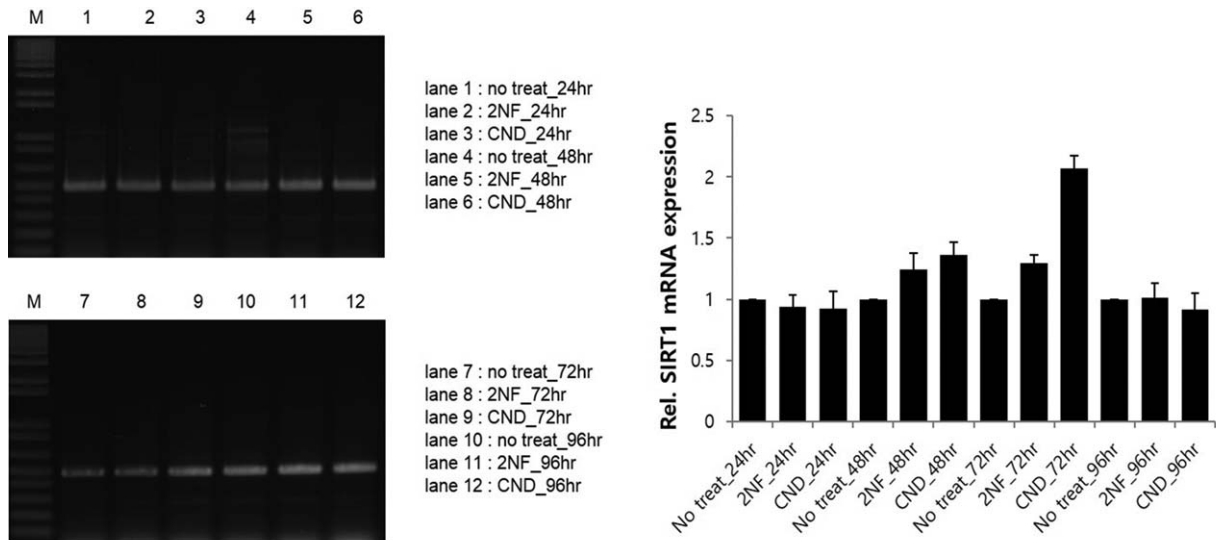 M 1 2 3 4 5 6
lane 1 : no treat_24hr
lane 2 : 2NF_24hr
lane 3 : CND_24hr
lane 4 : no treat_48hr
lane 5 : 2NF_48hr
lane 6 : CND_48hr
M 7 8 9 10 11 12
lane 7 : no treat_72hr
lane 8 : 2NF_72hr
lane 9 : CND_72hr
lane 10 : no treat_96hr
lane 11 : 2NF_96hr
lane 12 : CND_96hr
Rel. SIRT1 mRNA expression
2.5
2
1.5
1
0.5
0
No treat_24hr
2NF_24hr
CND_24hr
No treat_48hr
2NF_48hr
CND_48hr
No treat_72hr
2NF_72hr
CND_72hr
No treat_96hr
2NF_96hr
CND_96hr